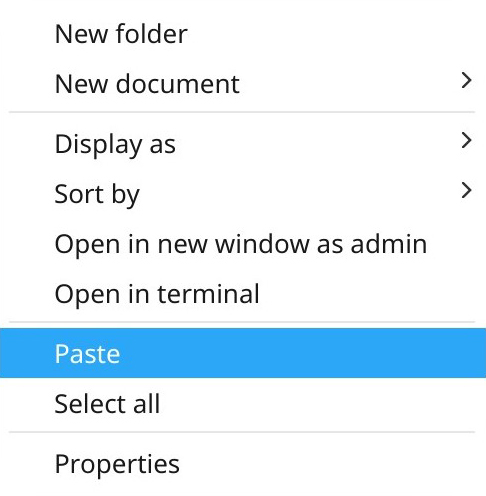 New folder
New document
Display as
Sort by
Open in new window as admin
Open in terminal
Paste
Select all
Properties